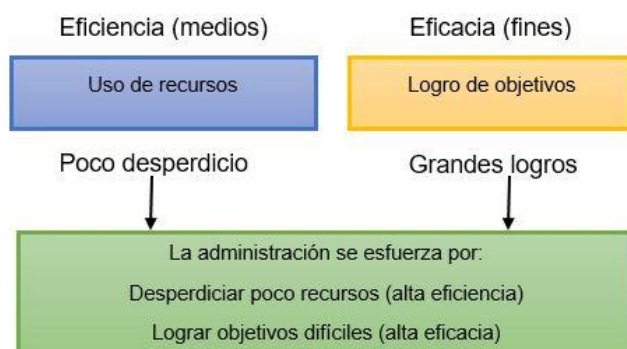 Eficiencia (medios)
Eficacia (fines)
Uso de recursos
Logro de objetivos
Poco desperdicio
Grandes logros
La administración se esfuerza por:
Desperdiciar poco recursos (alta eficiencia)
Lograr objetivos difíciles (alta eficacia)